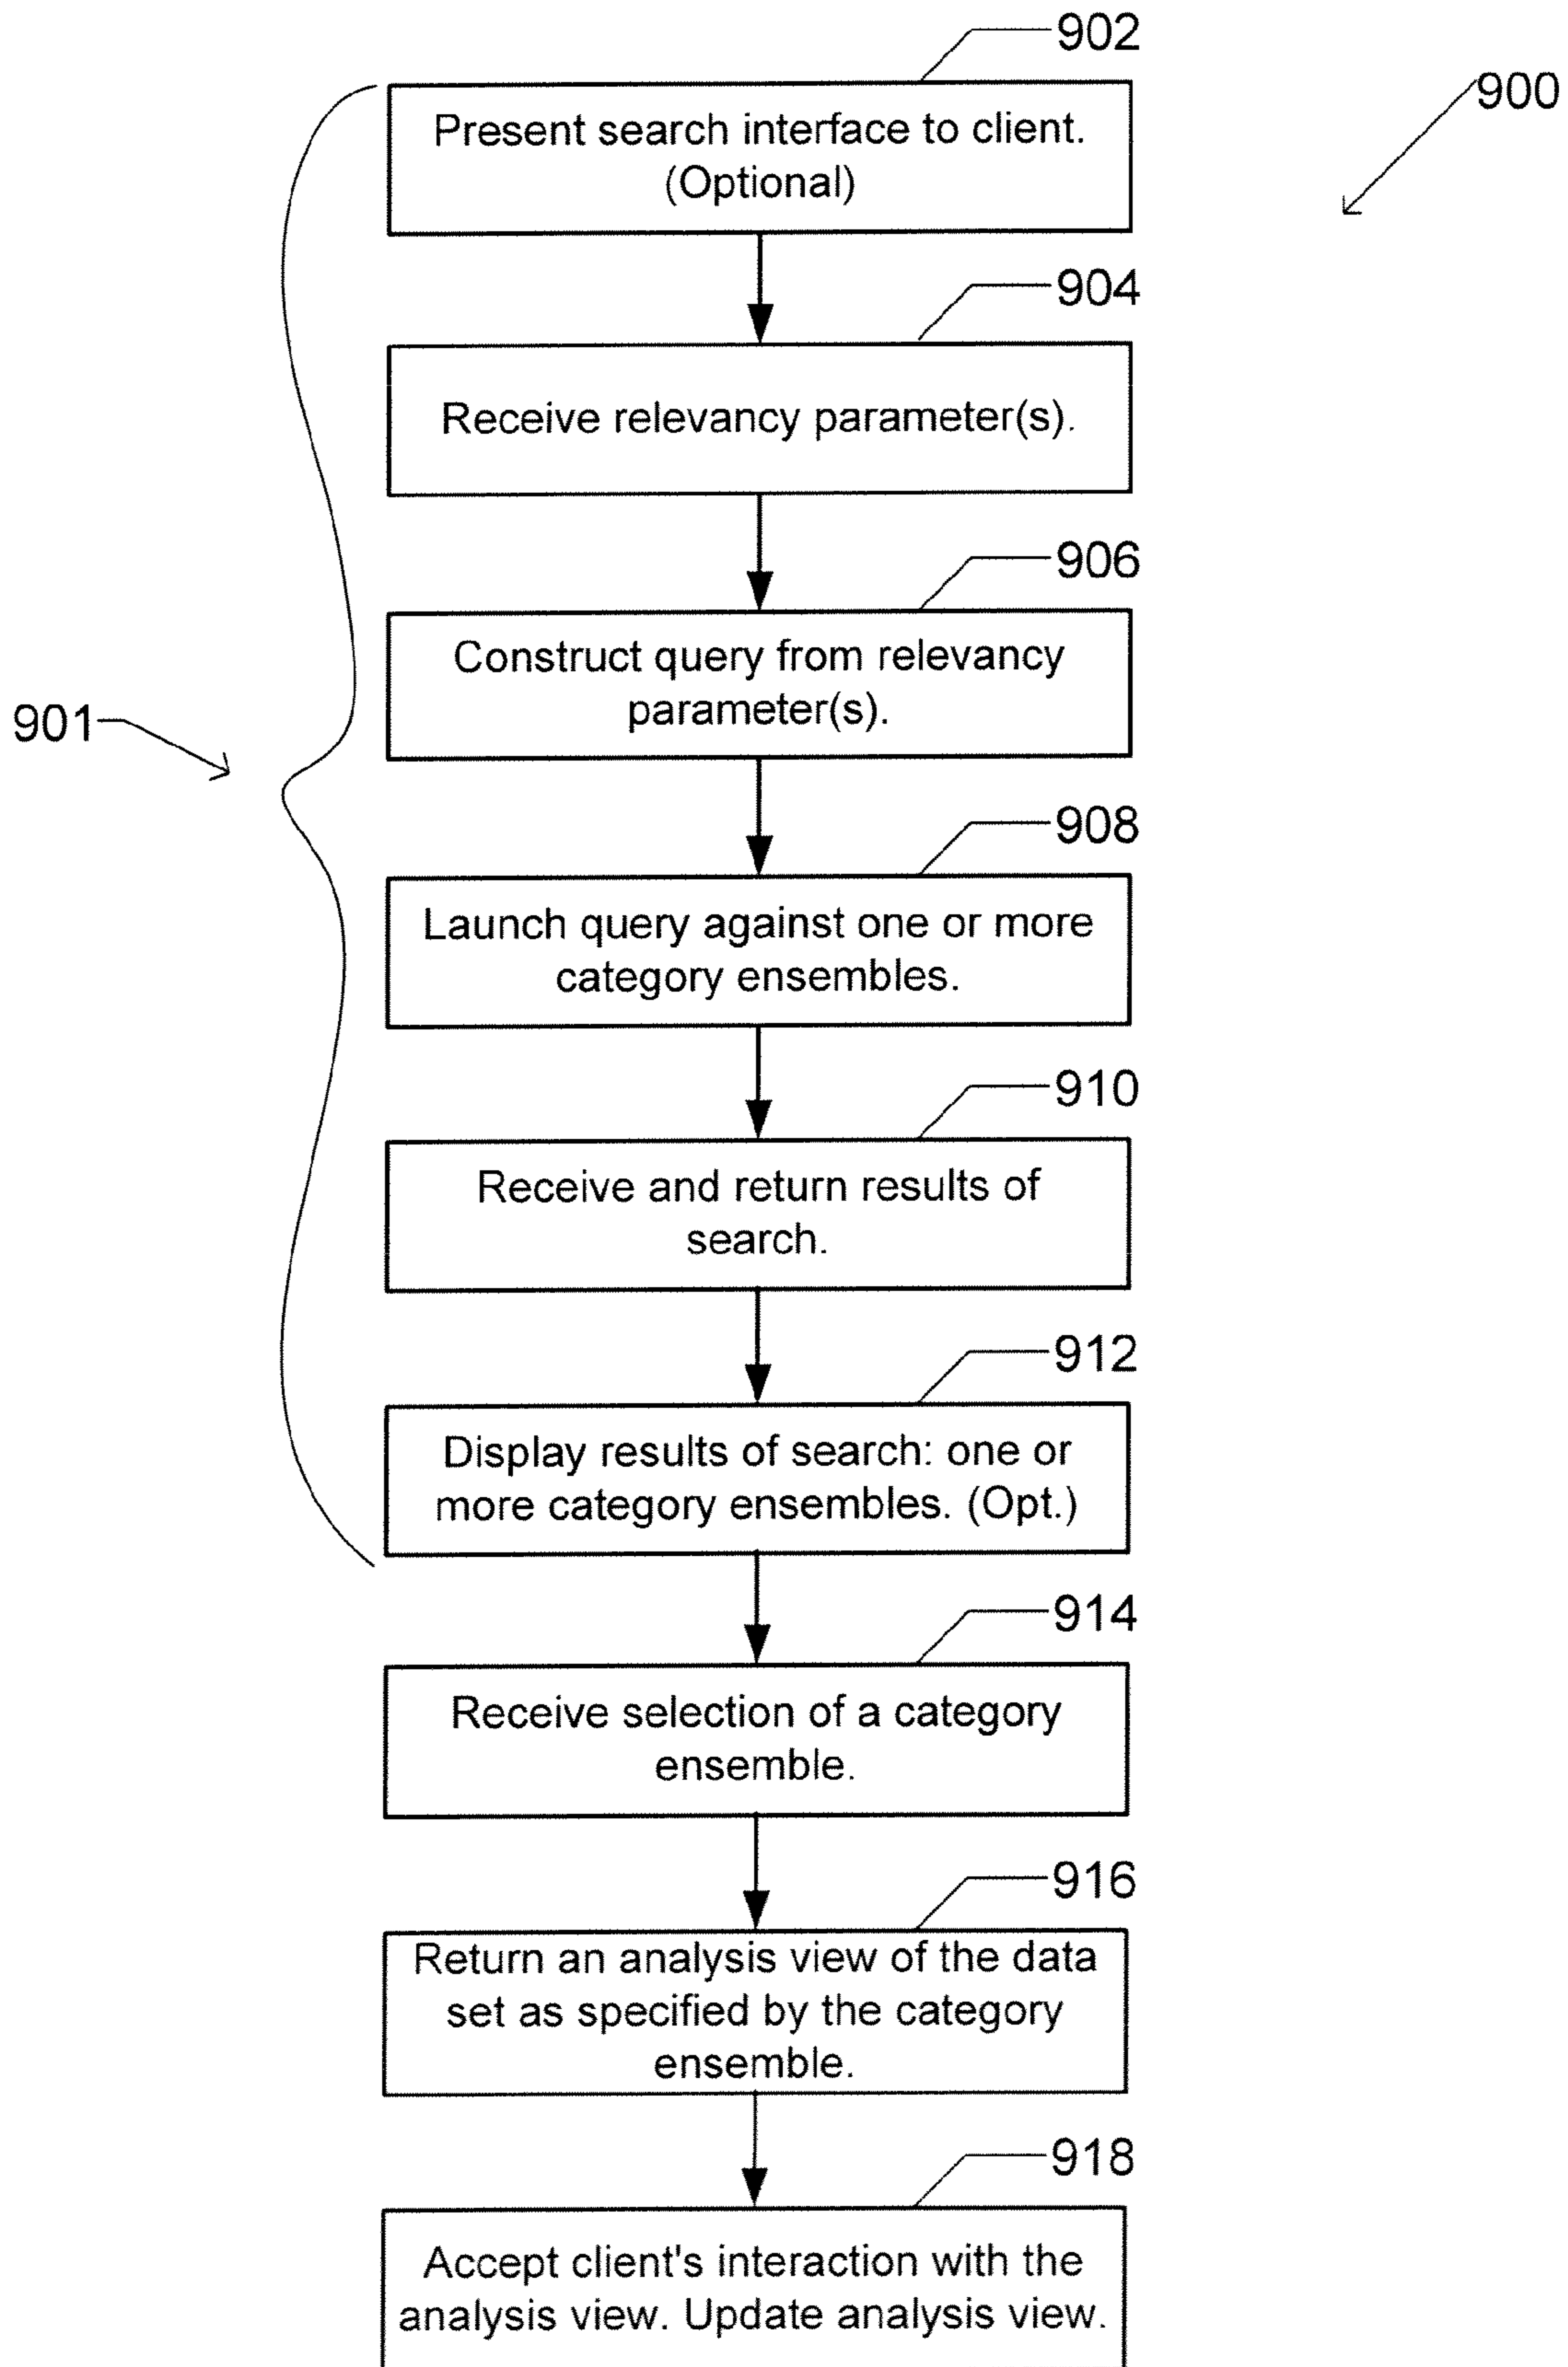 902
900
Present search interface to client.
(Optional)
904
Receive relevancy parameter(s).
906
Construct query from relevancy
parameter(s).
901
908
Launch query against one or more
category ensembles.
910
Receive and return results of
search.
912
Display results of search: one or
more category ensembles. (Opt.)
914
Receive selection of a category
ensemble.
916
Return an analysis view of the data
set as specified by the category
ensemble.
918
Accept client's interaction with the
analysis view. Update analysis view.